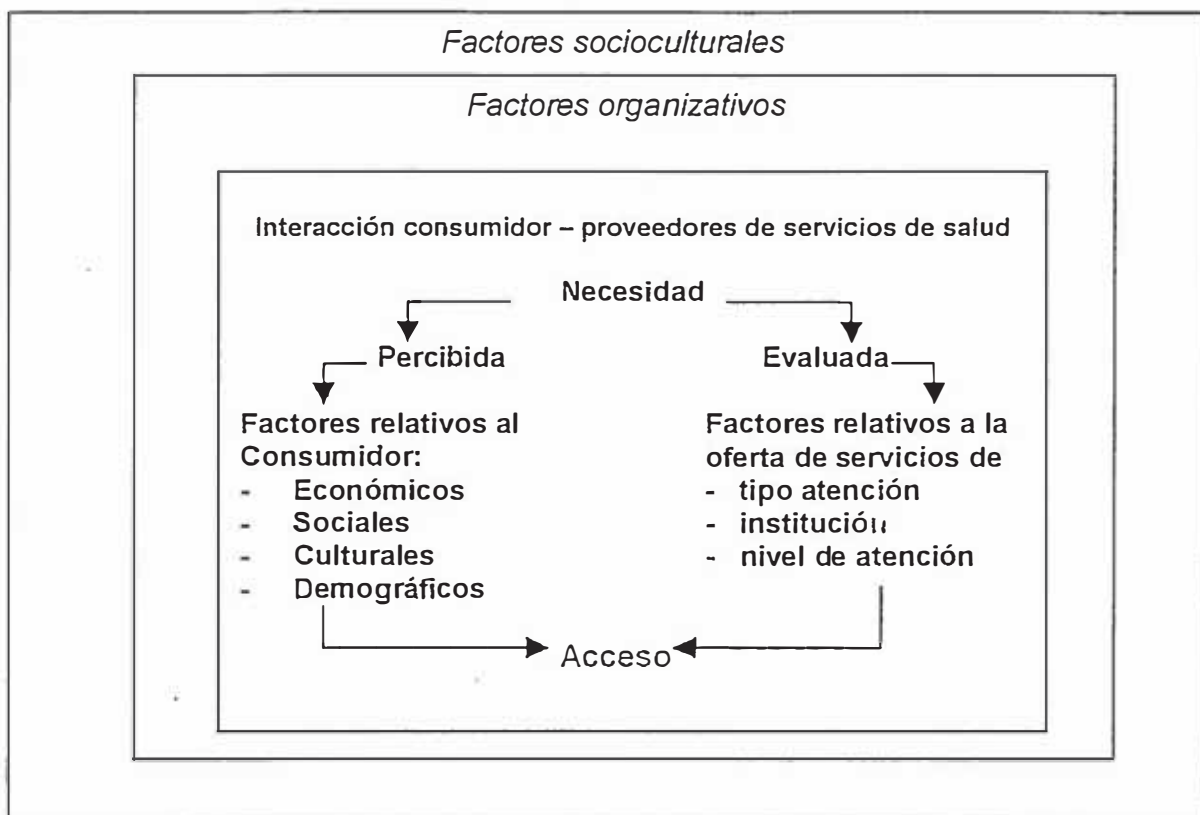 Factores socioculturales
Factores organizativos
Interacción consumidor – proveedores de servicios de salud
Necesidad
Percibida
Evaluada
Factores relativos al
Consumidor:
- Económicos
- Sociales
- Culturales
- Demográficos
Factores relativos a la
oferta de servicios de
- tipo atención
- institución
- nivel de atención
Acceso